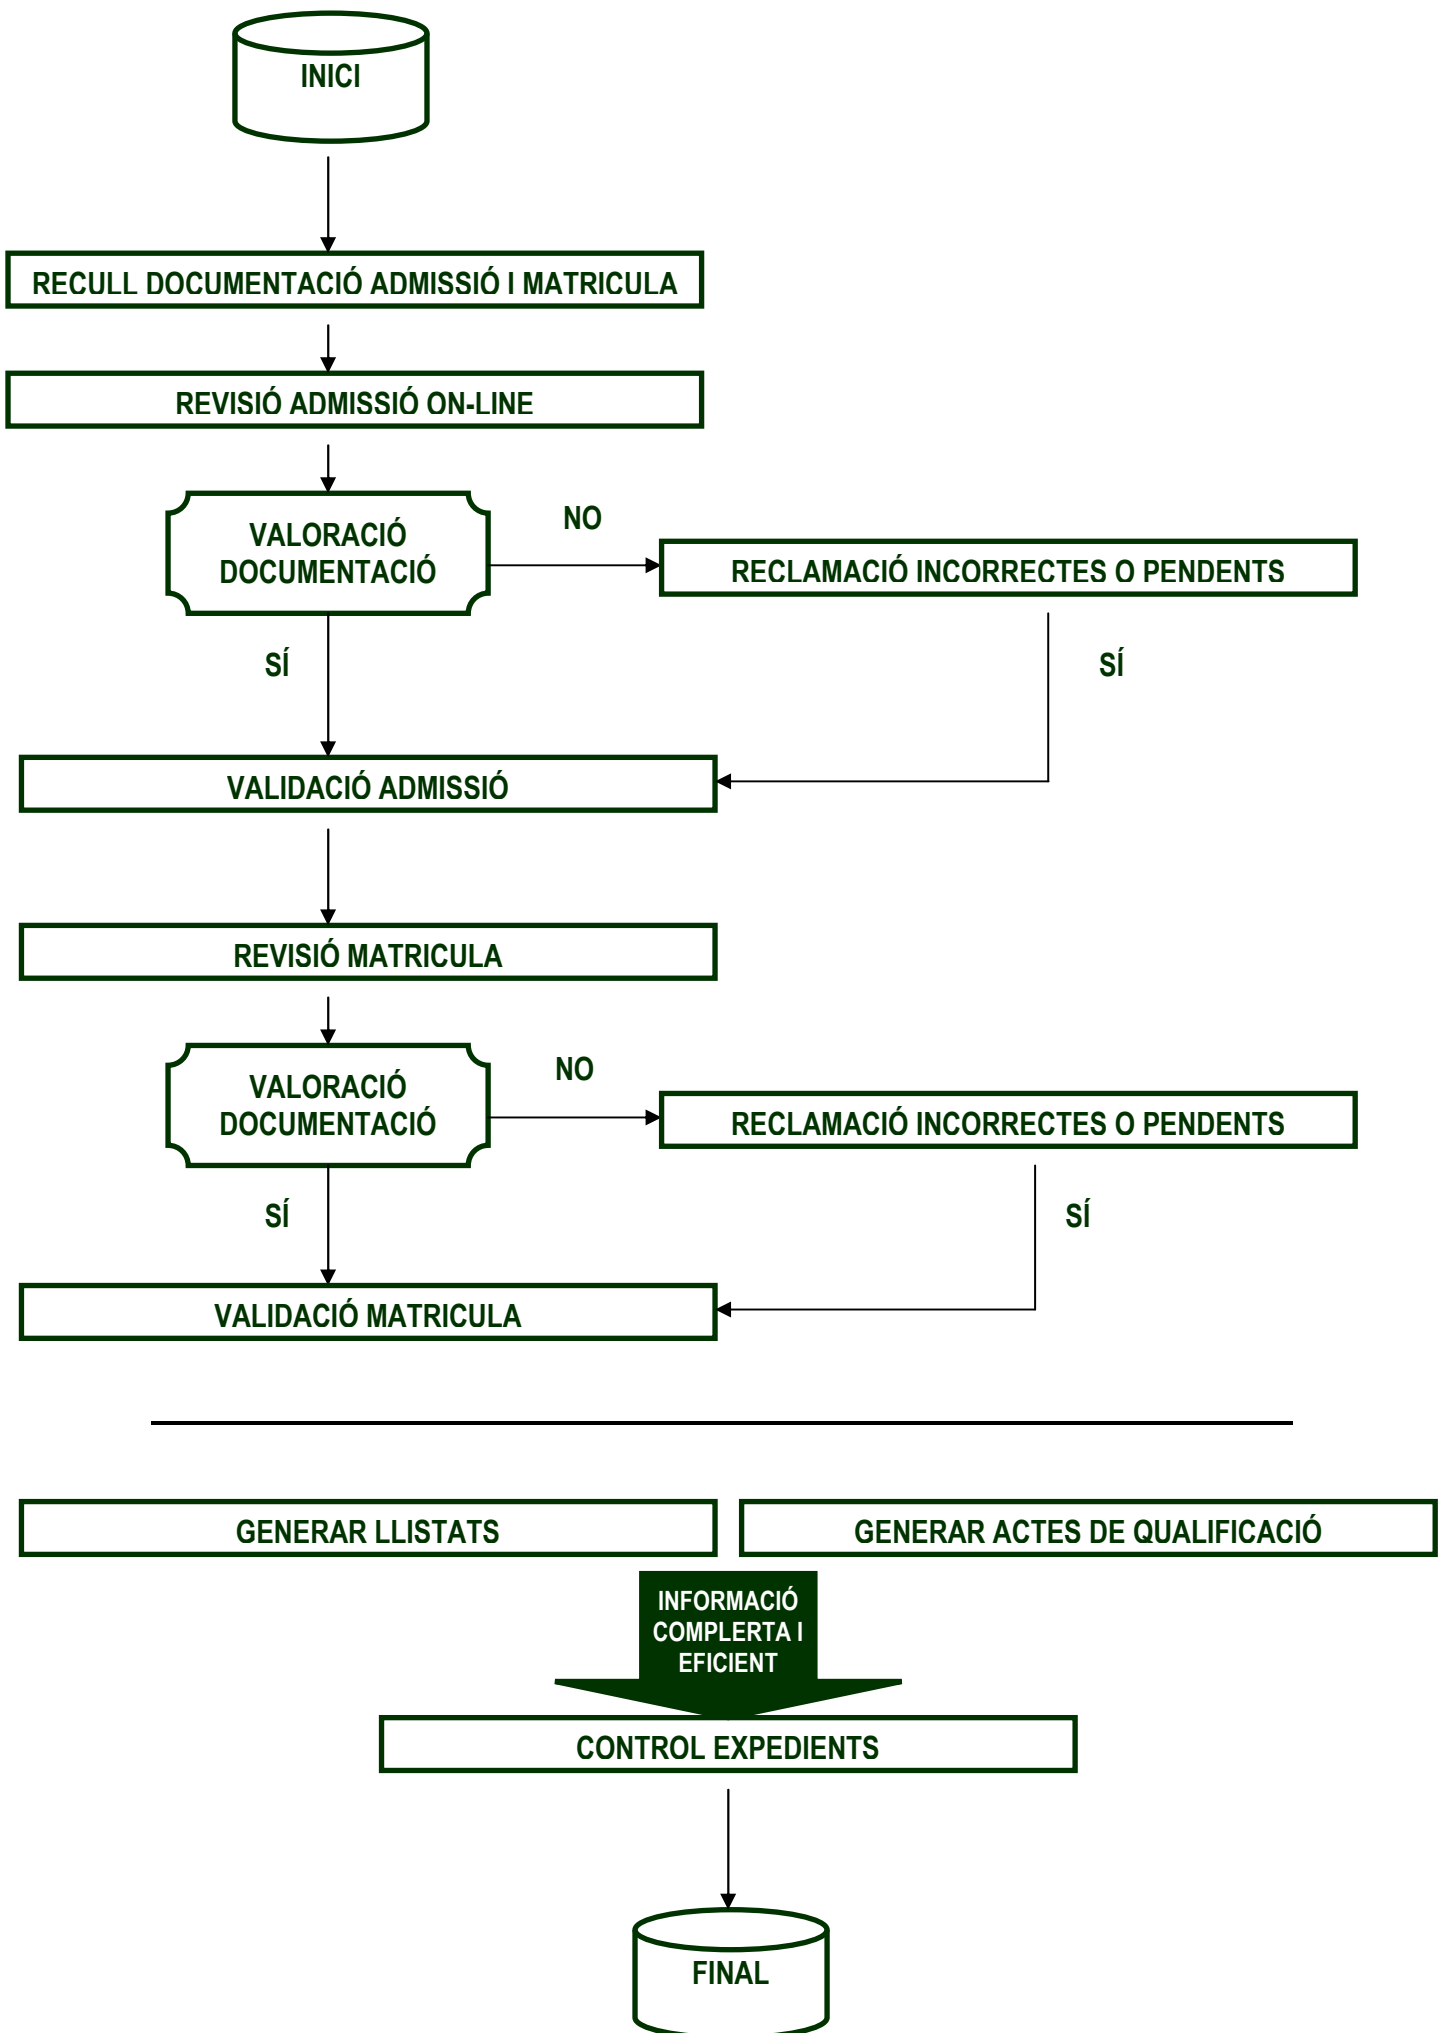 INICI
RECULL DOCUMENTACIÓ ADMISSIÓ I MATRICULA
REVISIÓ ADMISSIÓ ON-LINE
VALORACIÓ
DOCUMENTACIÓ
NO
RECLAMACIÓ INCORRECTES O PENDENTS
SÍ
SÍ
VALIDACIÓ ADMISSIÓ
REVISIÓ MATRICULA
VALORACIÓ
DOCUMENTACIÓ
NO
RECLAMACIÓ INCORRECTES O PENDENTS
SÍ
SÍ
VALIDACIÓ MATRICULA
GENERAR LLISTATS
GENERAR ACTES DE QUALIFICACIÓ
INFORMACIÓ
COMPLERTA I
EFICIENT
CONTROL EXPEDIENTS
FINAL